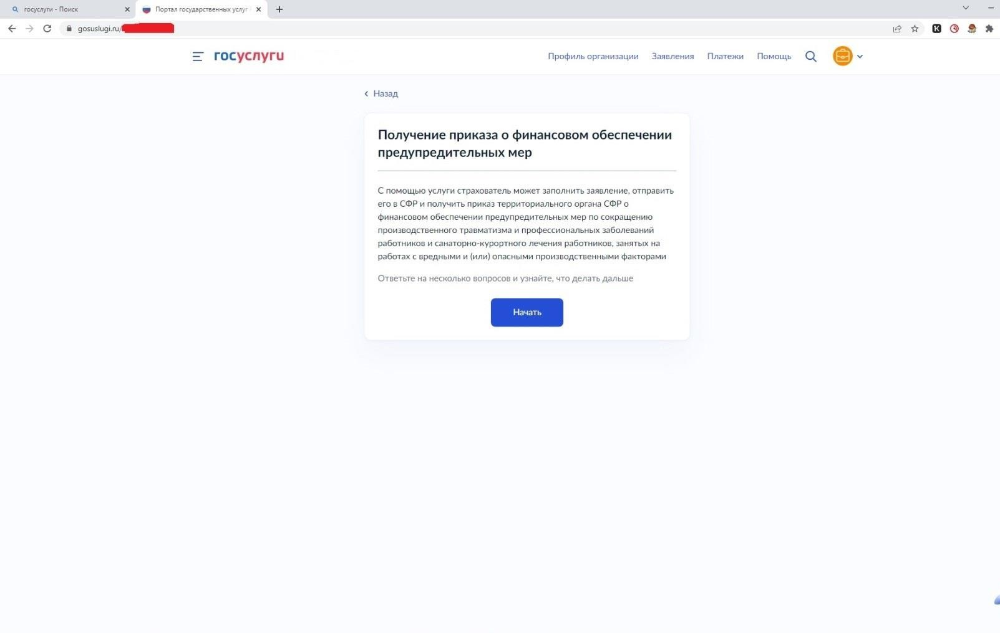 госуслуги - Поиск
Портал государственных услуг
gosuslugi.ru/
госуслуги
Профиль организации
Заявления
Платежи
Помощь
Назад
Получение приказа о финансовом обеспечении
предупредительных мер
С помощью услуги страхователь может заполнить заявление, отправить
его в СФР и получить приказ территориального органа СФР о
финансовом обеспечении предупредительных мер по сокращению
производственного травматизма и профессиональных заболеваний
работников и санаторно-курортного лечения работников, занятых на
работах с вредными и (или) опасными производственными факторами
Ответьте на несколько вопросов и узнайте, что делать дальше
Начать